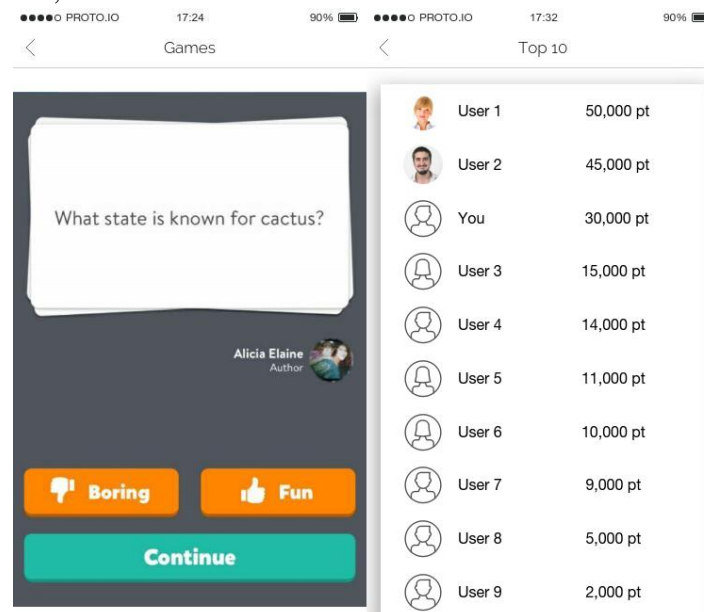 PROTO.IO 17:24 90%
Games
What state is known for cactus?
Alicia Elaine
Author
Boring
Fun
Continue
PROTO.IO 17:32 90%
Top 10
User 1 50,000 pt
User 2 45,000 pt
You 30,000 pt
User 3 15,000 pt
User 4 14,000 pt
User 5 11,000 pt
User 6 10,000 pt
User 7 9,000 pt
User 8 5,000 pt
User 9 2,000 pt